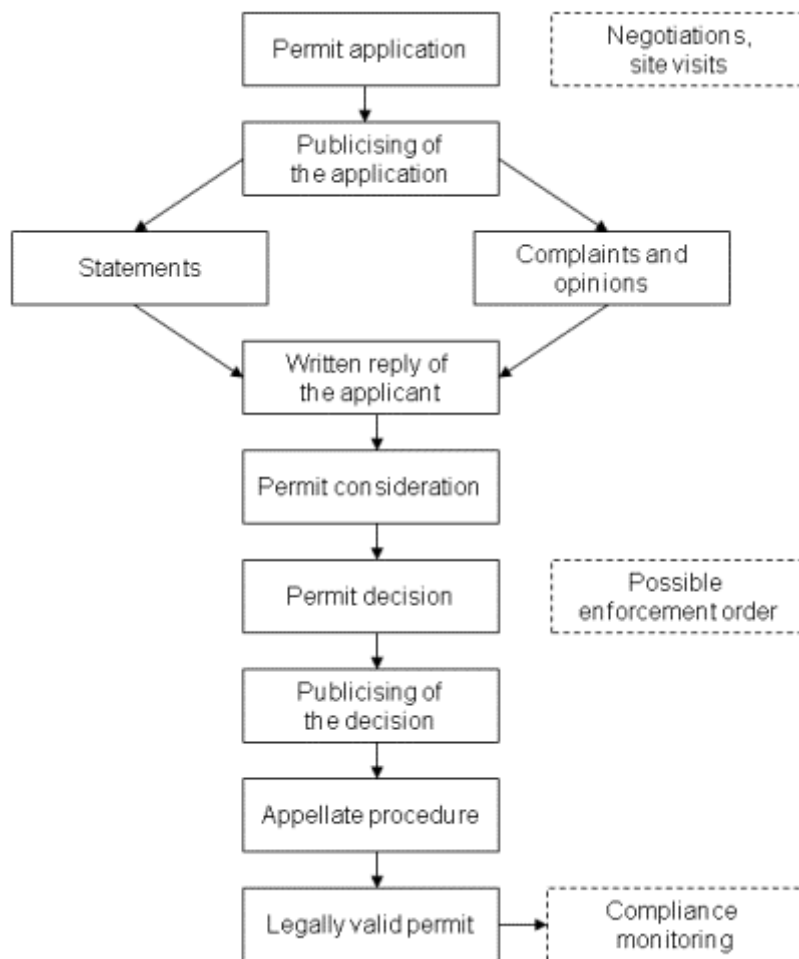 Permit application
Negotiations,
site visits
Publicising of
the application
Statements
Complaints and
opinions
Written reply of
the applicant
Permit consideration
Permit decision
Possible
enforcement order
Publicising of
the decision
Appellate procedure
Legally valid permit
Compliance
monitoring